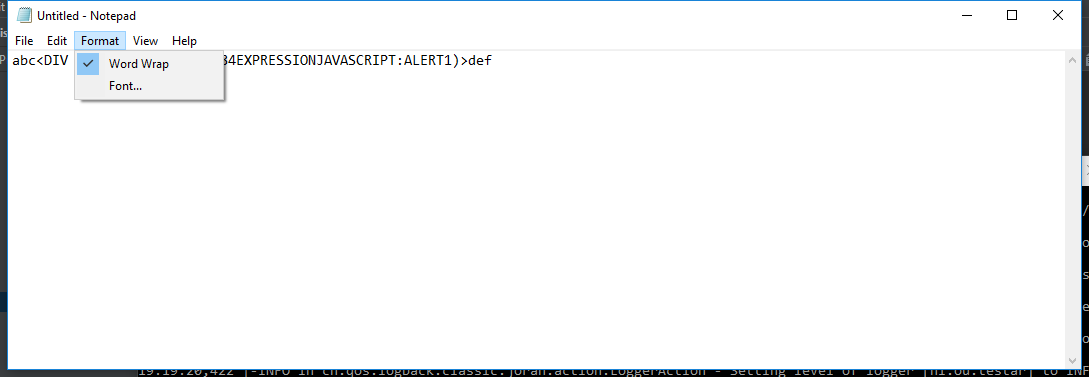 Untitled - Notepad
File Edit Format View Help
abc<DIV 34EXPRESSIONJAVASCRIPT:ALERT1)>def
Word Wrap
Font...
19:19:20,422 |-INFO in ch.qos.logback.classic.joran.action.LoggerAction - Setting level of logger [nl.ou.testar] to INF